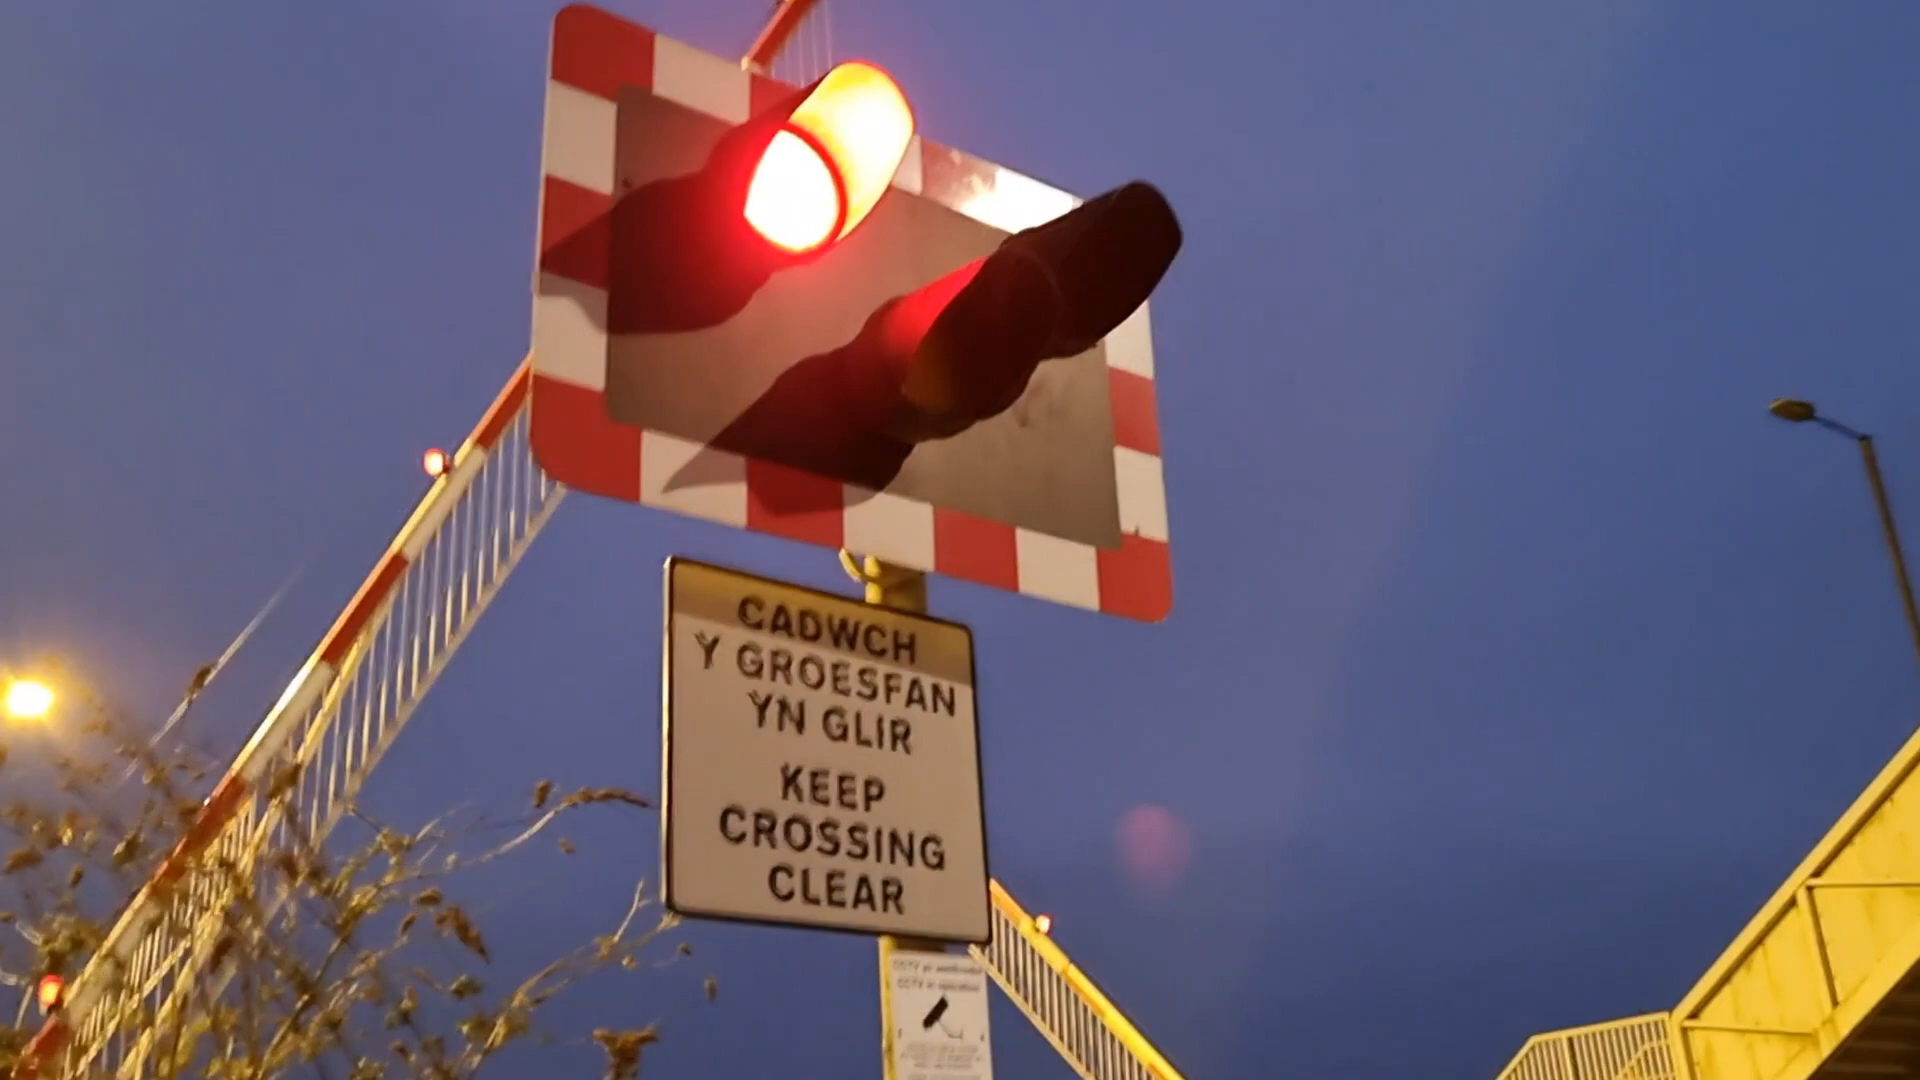 CADWCH
Y GROESFAN
YN GLIR
KEEP
CROSSING
CLEAR
CCTV in operation